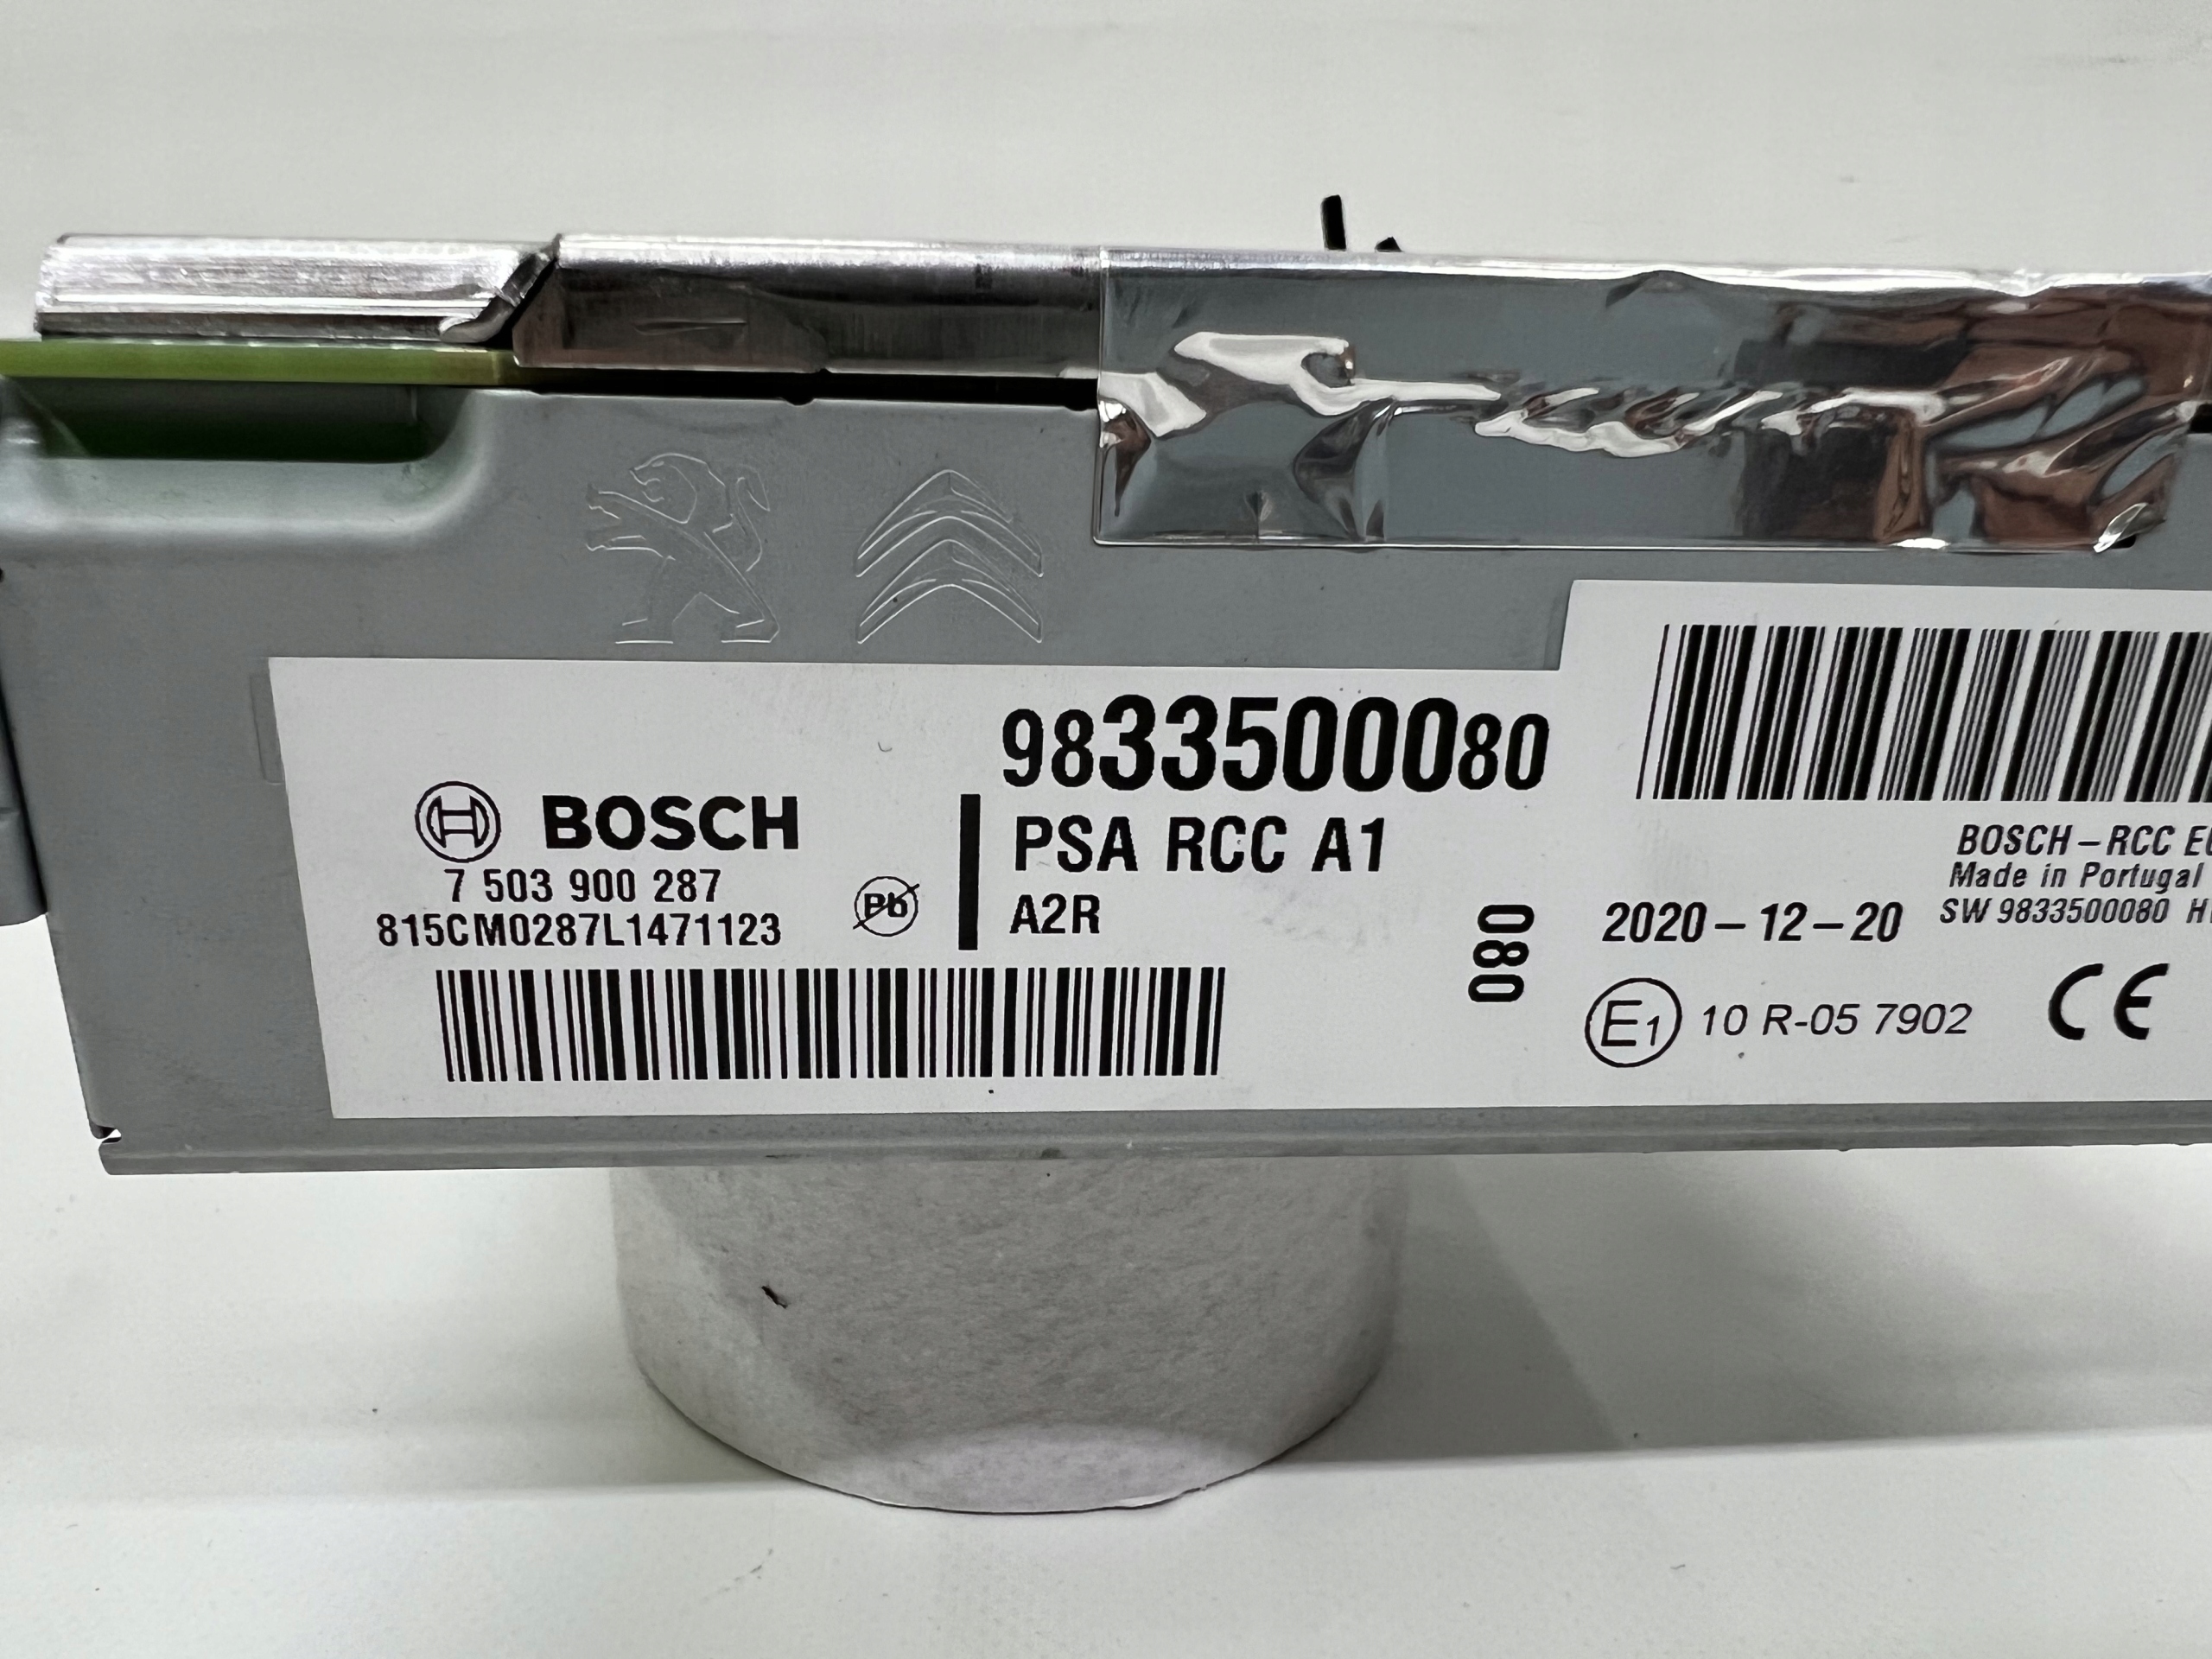 9833500080
BOSCH
PSA RCC A1
7 503 900 287
Pb
A2R
815CM0287L1471123
080
BOSCH-RCC
Made in Portugal
2020-12-20
SW 9833500080
E1 10 R-05 7902
CE